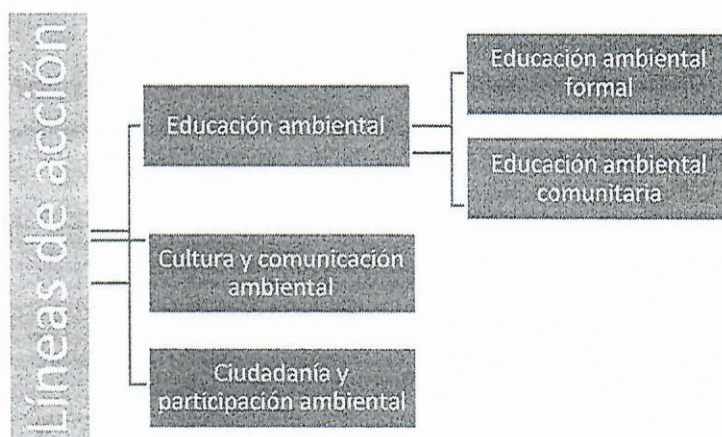 Líneas de acción
Educación ambiental
Educación ambiental
formal
Educación ambiental
comunitaria
Cultura y comunicación
ambiental
Ciudadanía y
participación ambiental